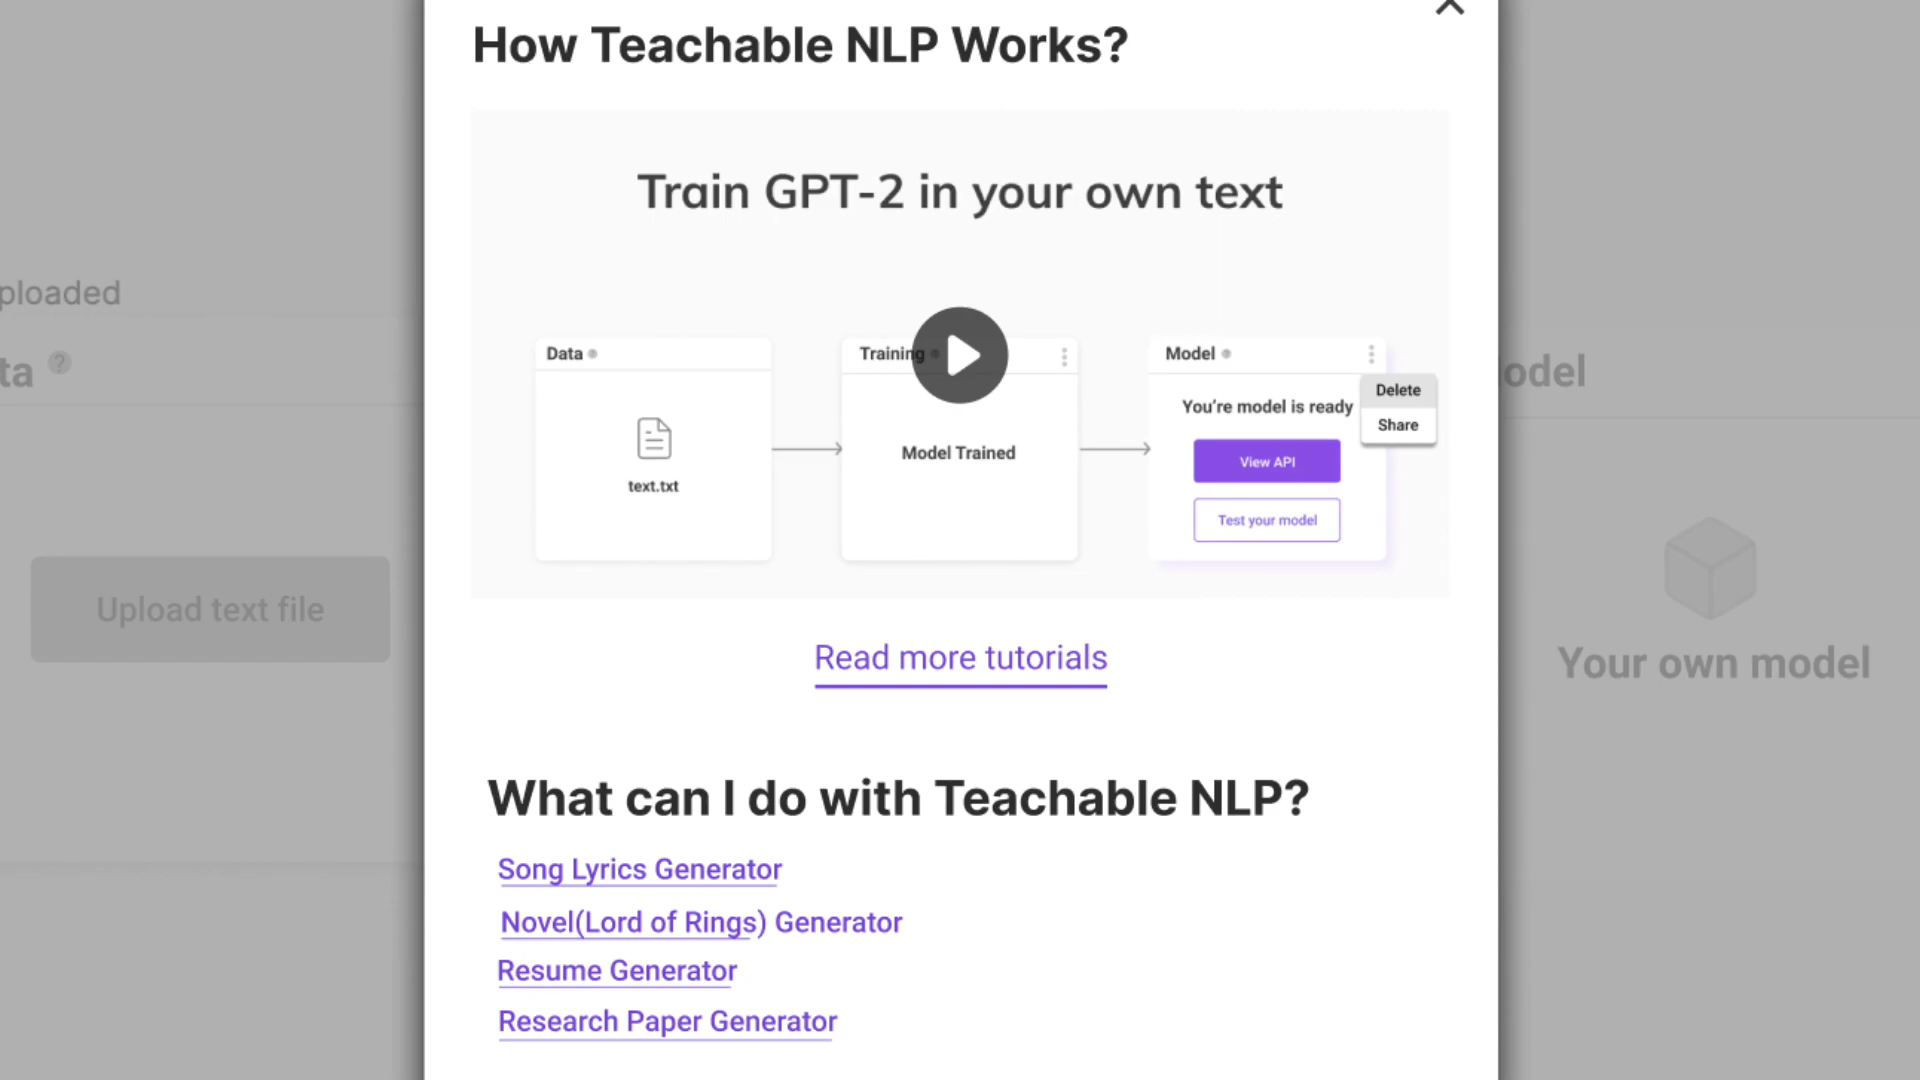 How Teachable NLP Works?
Train GPT-2 in your own text
ploaded
ta ?
Data
text.txt
Training
Model Trained
Model
You're model is ready
Delete
Share
View API
Test your model
odel
Upload text file
Your own model
Read more tutorials
What can I do with Teachable NLP?
Song Lyrics Generator
Novel(Lord of Rings) Generator
Resume Generator
Research Paper Generator